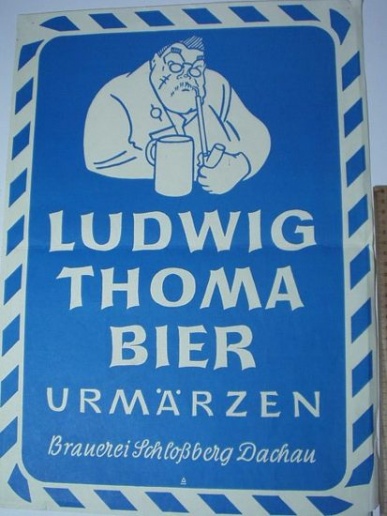 LUDWIG
THOMA
BIER
URMÄRZEN
Brauerei Schloßberg Dachau